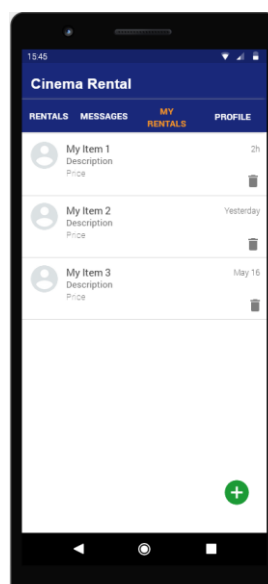 15:45
Cinema Rental
RENTALS MESSAGES MY RENTALS PROFILE
My Item 1 2h
Description
Price
My Item 2 Yesterday
Description
Price
My Item 3 May 16
Description
Price